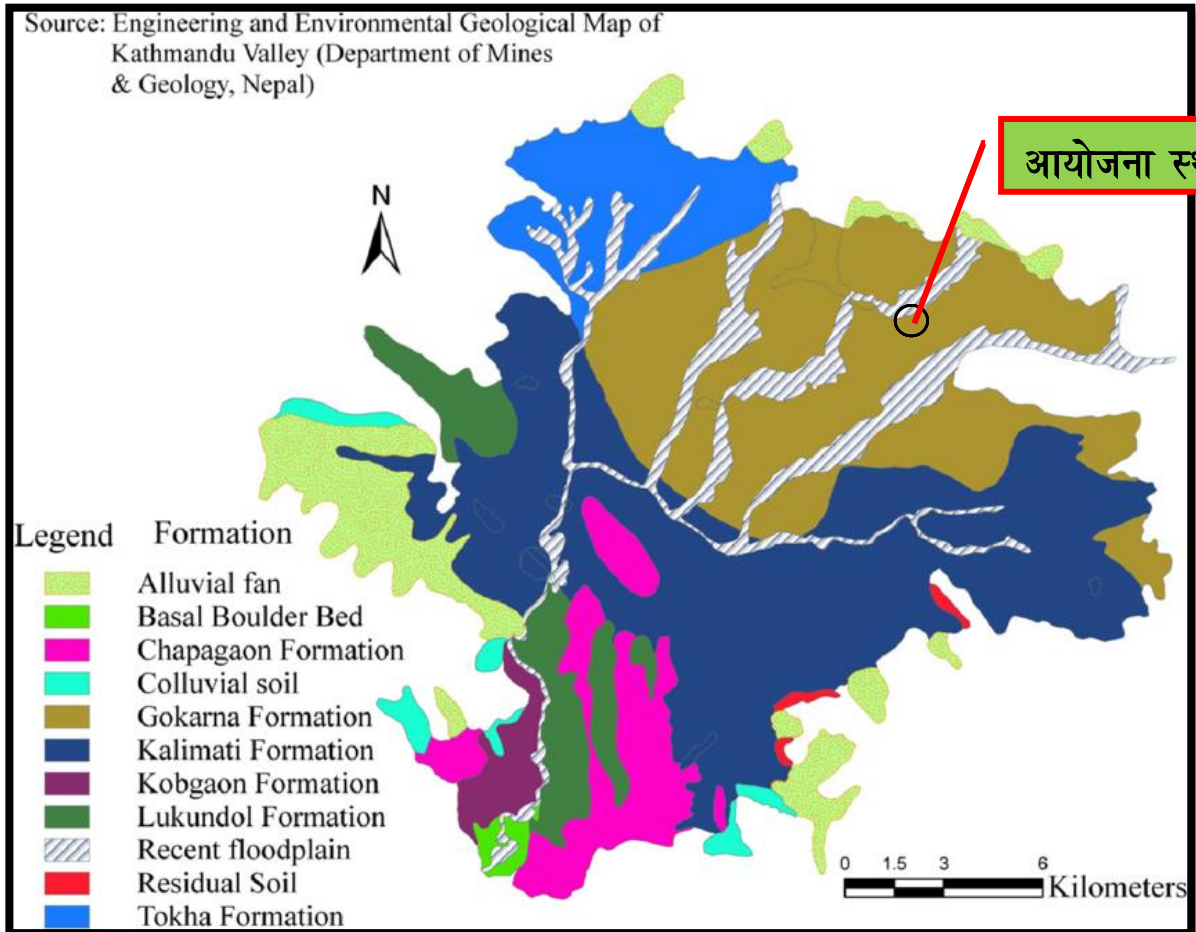 Source: Engineering and Environmental Geological Map of
Kathmandu Valley (Department of Mines
& Geology, Nepal)
आयोजना
N
Legend Formation
Alluvial fan
Basal Boulder Bed
Chapagaon Formation
Colluvial soil
Gokarna Formation
Kalimati Formation
Kobgaon Formation
Lukundol Formation
Recent floodplain
Residual Soil
Tokha Formation
0 1.5 3 6
Kilometers